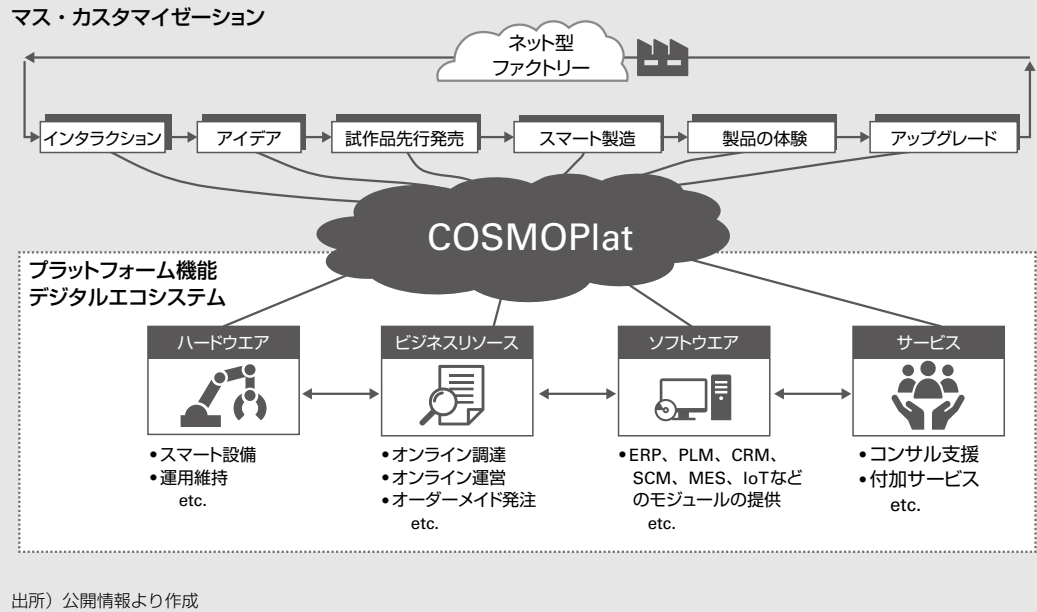 マス・カスタマイゼーション
ネット型
ファクトリー
インタラクション
アイデア
試作品先行発売
スマート製造
製品の体験
アップグレード
COSMOPlat
プラットフォーム機能
デジタルエコシステム
ハードウエア
ビジネスリソース
ソフトウエア
サービス
•スマート設備
•運用維持
etc.
•オンライン調達
•オンライン運営
•オーダーメイド発注
etc.
•ERP、PLM、CRM、
SCM、MES、IoTなど
のモジュールの提供
etc.
•コンサル支援
•付加サービス
etc.
出所）公開情報より作成